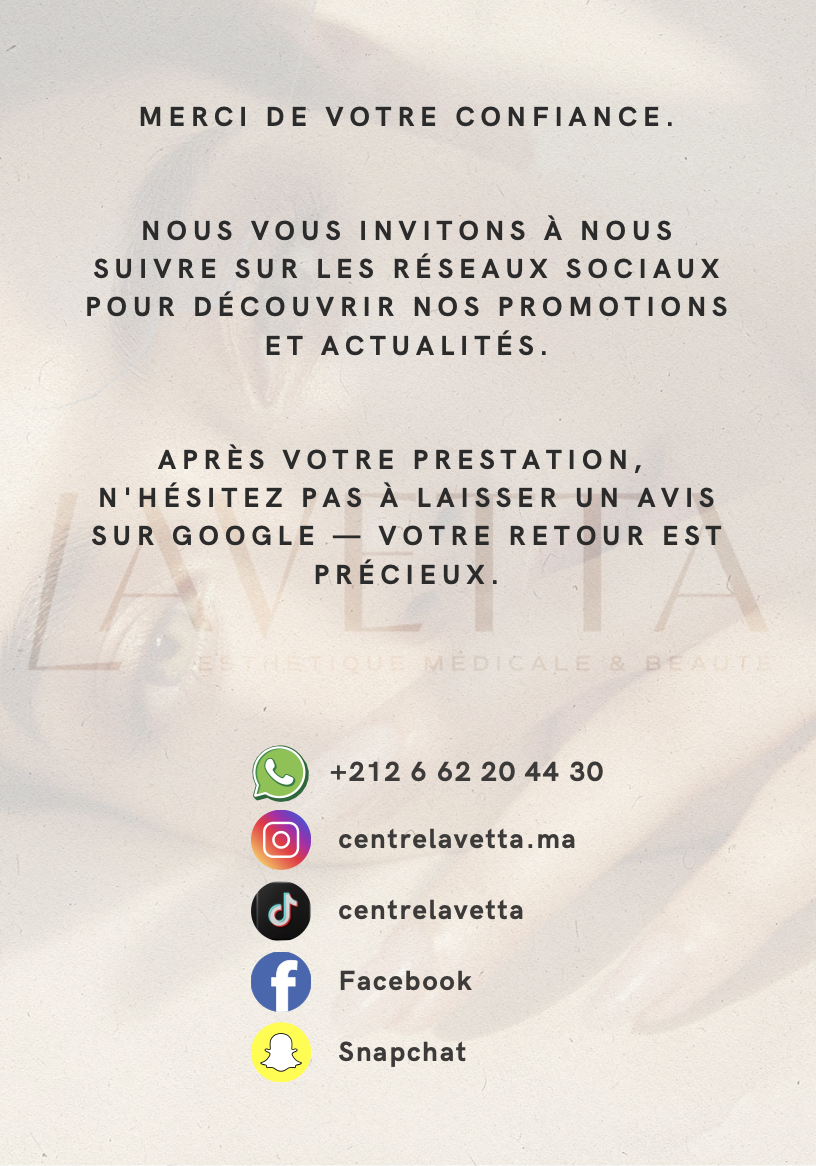 MERCI DE VOTRE CONFIANCE.
NOUS VOUS INVITONS À NOUS
SUIVRE SUR LES RÉSEAUX SOCIAUX
POUR DÉCOUVRIR NOS PROMOTIONS
ET ACTUALITÉS.
APRÈS VOTRE PRESTATION,
N'HÉSITEZ PAS À LAISSER UN AVIS
SUR GOOGLE — VOTRE RETOUR EST
PRÉCIEUX.
LAVETTA
ESTHÉTIQUE MÉDICALE & BEAUTÉ
+212 6 62 20 44 30
centrelavetta.ma
centrelavetta
Facebook
Snapchat